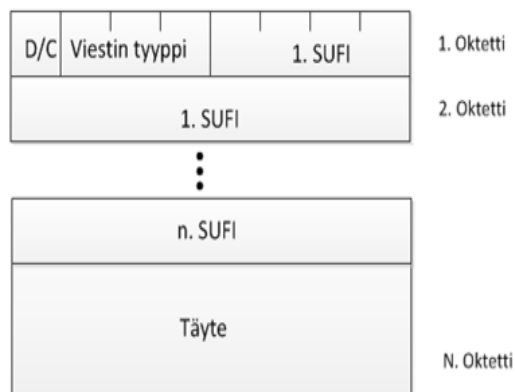 D/C Viestin tyyppi 1. SUFI 1. Oktetti
1. SUFI 2. Oktetti
n. SUFI
Täyte
N. Oktetti